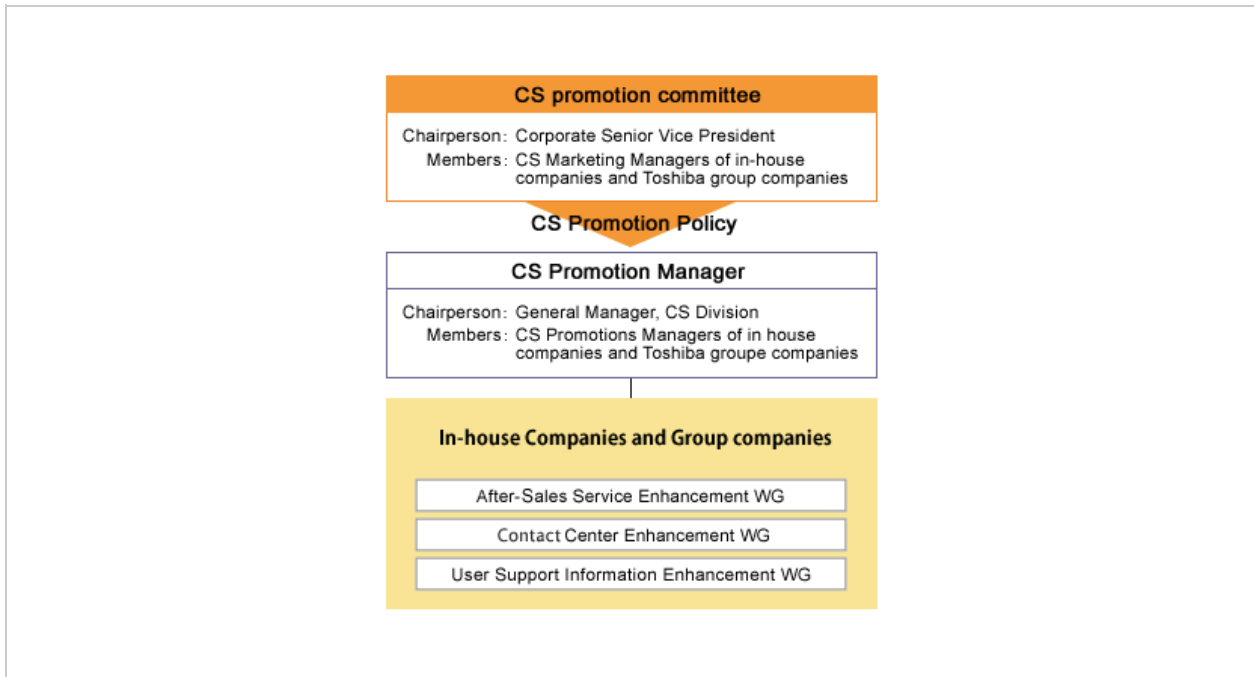 CS promotion committee
Chairperson: Corporate Senior Vice President
Members: CS Marketing Managers of in-house
companies and Toshiba group companies
CS Promotion Policy
CS Promotion Manager
Chairperson: General Manager, CS Division
Members: CS Promotions Managers of in house
companies and Toshiba groupe companies
In-house Companies and Group companies
After-Sales Service Enhancement WG
Contact Center Enhancement WG
User Support Information Enhancement WG